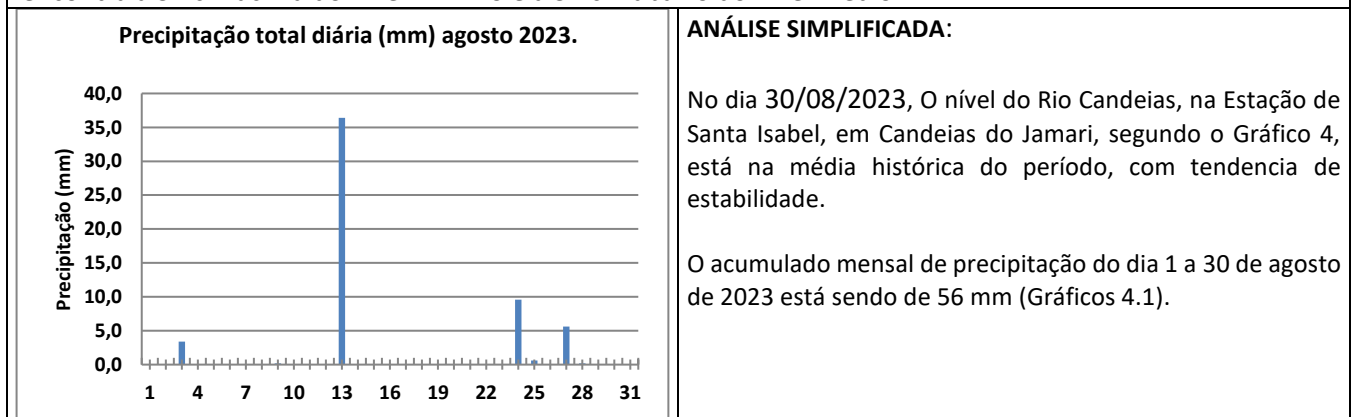 Precipitação total diária (mm) agosto 2023.
40,0
35,0
30,0
25,0
20,0
15,0
10,0
5,0
0,0
Precipitação (mm)
1 4 7 10 13 16 19 22 25 28 31
ANÁLISE SIMPLIFICADA:
No dia 30/08/2023, O nível do Rio Candeias, na Estação de
Santa Isabel, em Candeias do Jamari, segundo o Gráfico 4,
está na média histórica do período, com tendencia de
estabilidade.
O acumulado mensal de precipitação do dia 1 a 30 de agosto
de 2023 está sendo de 56 mm (Gráficos 4.1).